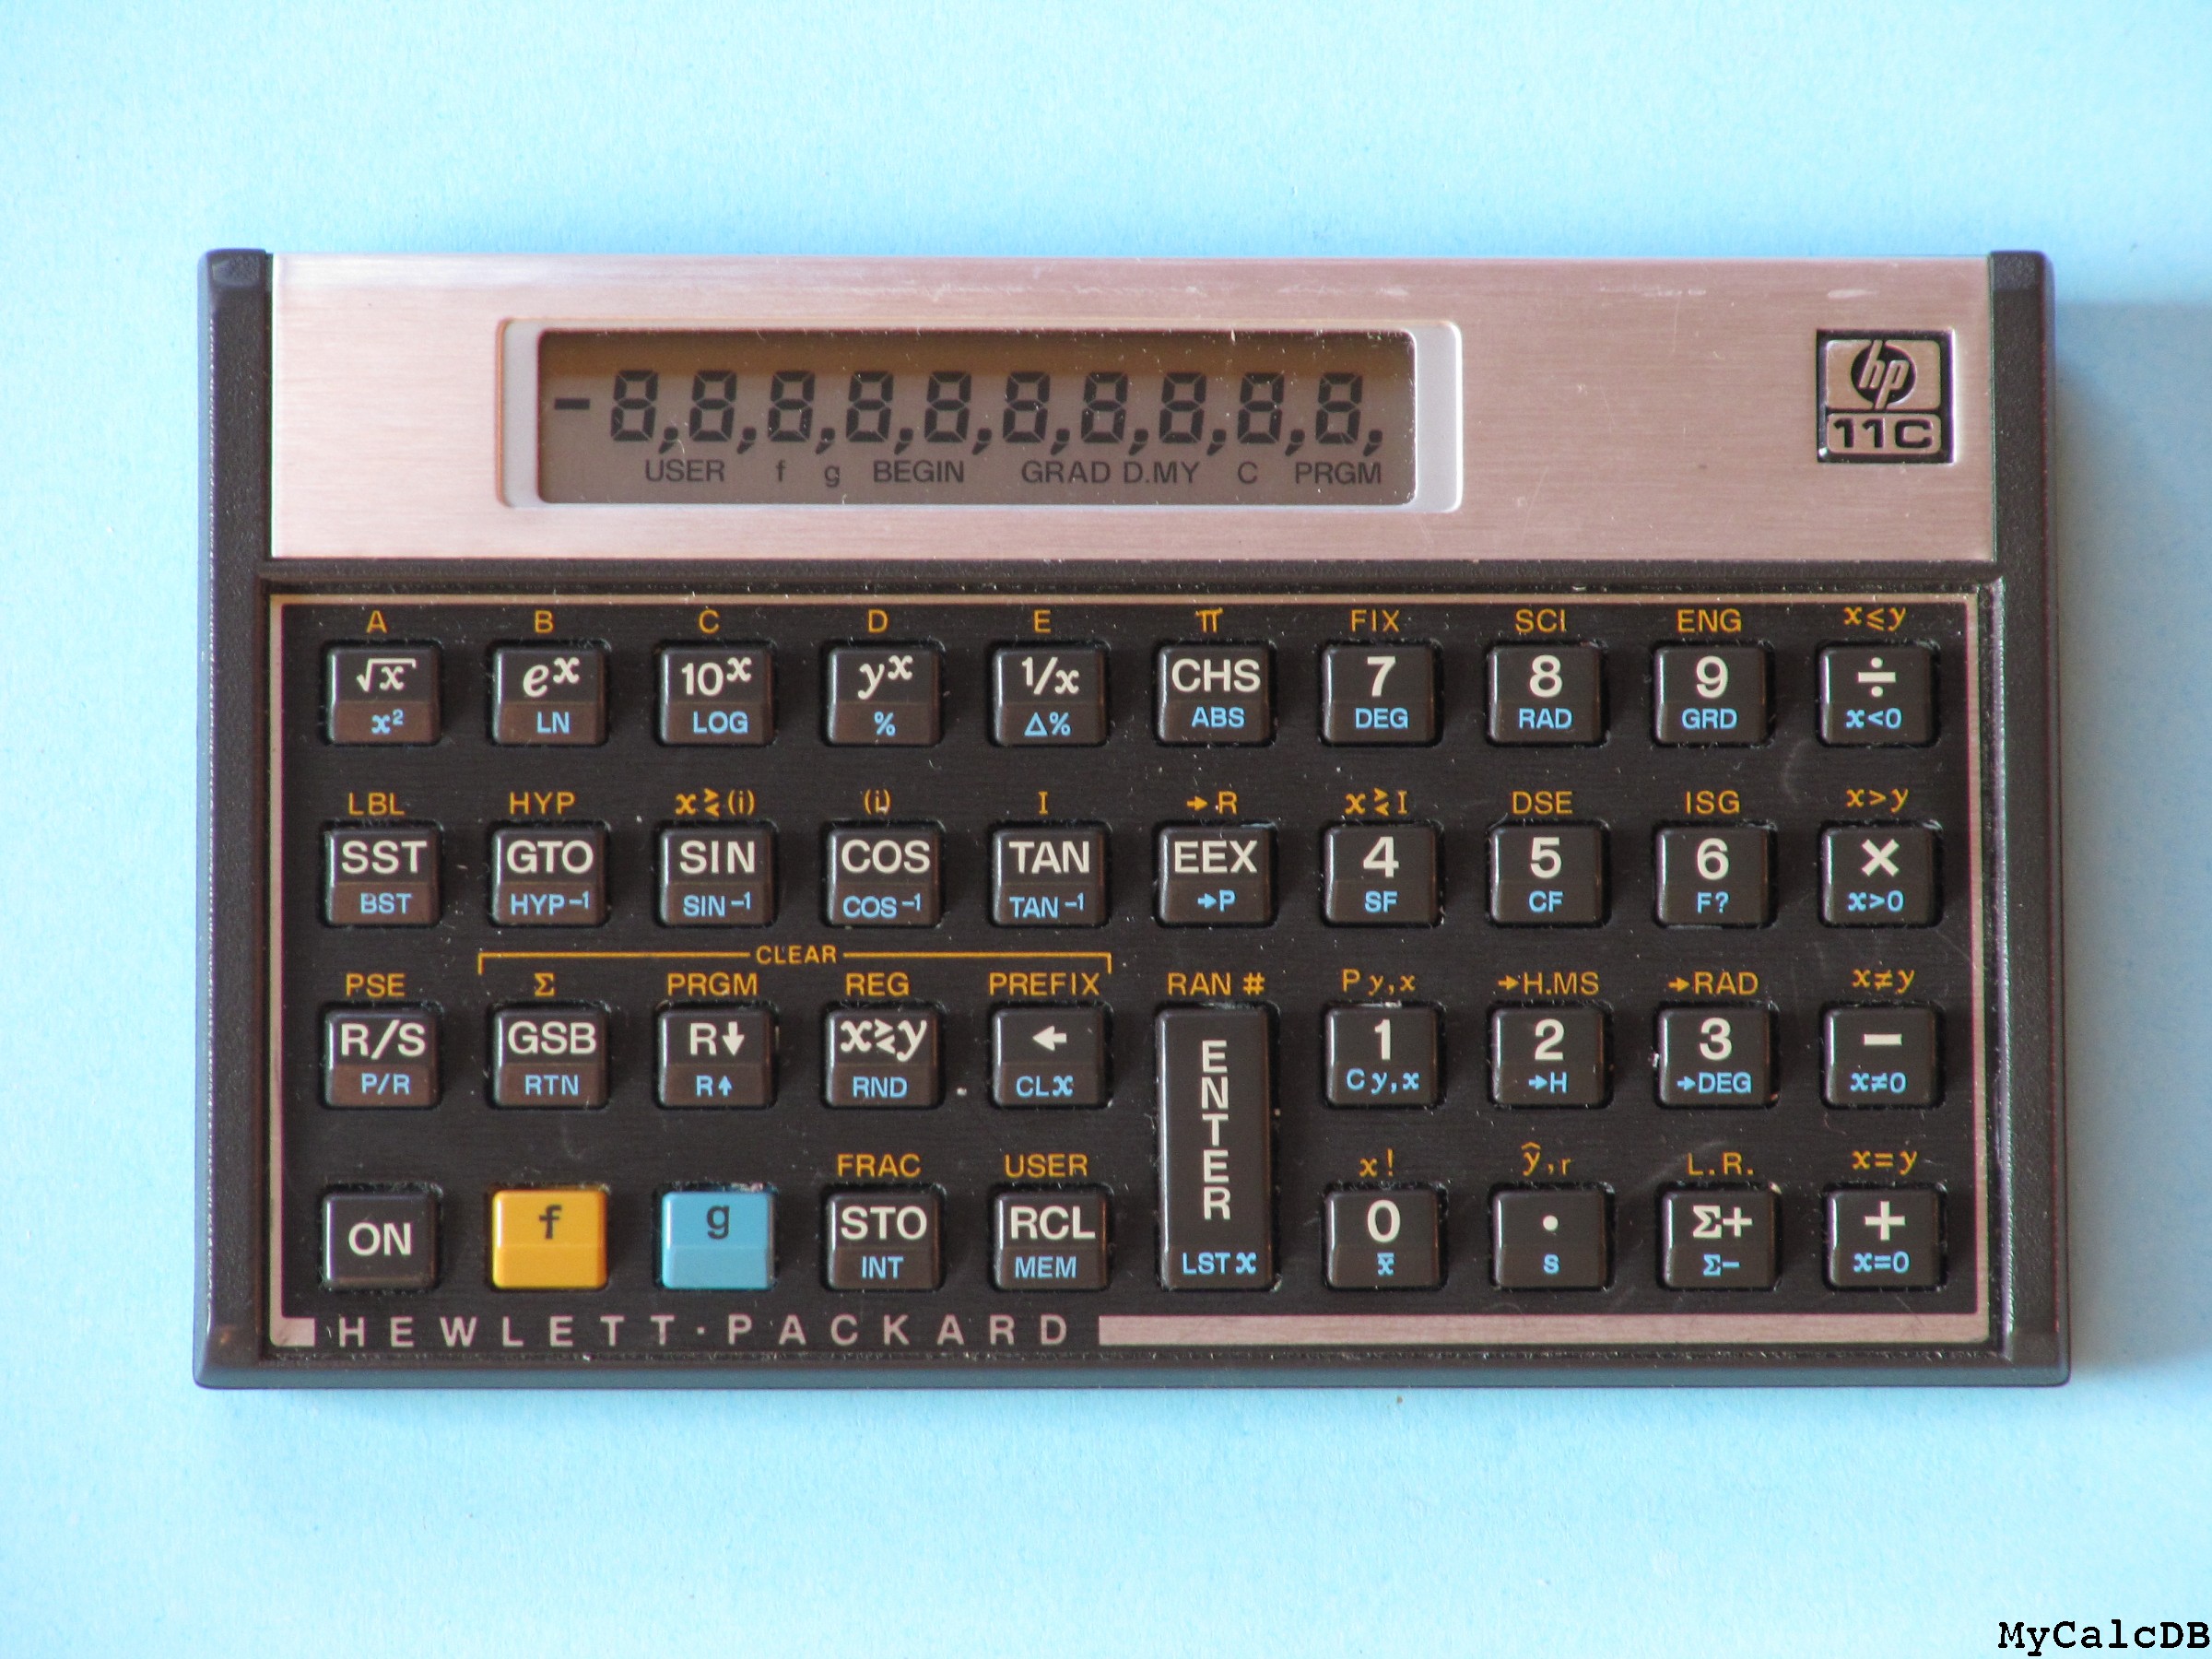 -8,8,8,8,8,8,8,8,8,8,
USER f g BEGIN GRAD D.MY C PRGM
hp
11C
A B C D E π FIX SCI ENG x≤y
√x eˣ 10ˣ yˣ 1/x CHS 7 8 9 ÷
x² LN LOG % Δ% ABS DEG RAD GRD x<0
LBL HYP x≷(i) (i) I →R x≷I DSE ISG x>y
SST GTO SIN COS TAN EEX 4 5 6 ×
BST HYP⁻¹ SIN⁻¹ COS⁻¹ TAN⁻¹ →P SF CF F? x>0
CLEAR
PSE Σ PRGM REG PREFIX RAN # Py,x →H.MS →RAD x≠y
R/S GSB R↓ x≷y ← ENTER 1 2 3 −
P/R RTN R↑ RND CLx Cy,x →H →DEG x≠0
FRAC USER x! ŷ,r L.R. x=y
ON f g STO RCL 0 · Σ+ +
INT MEM LST x x̄ s Σ− x=0
HEWLETT·PACKARD
MyCalcDB